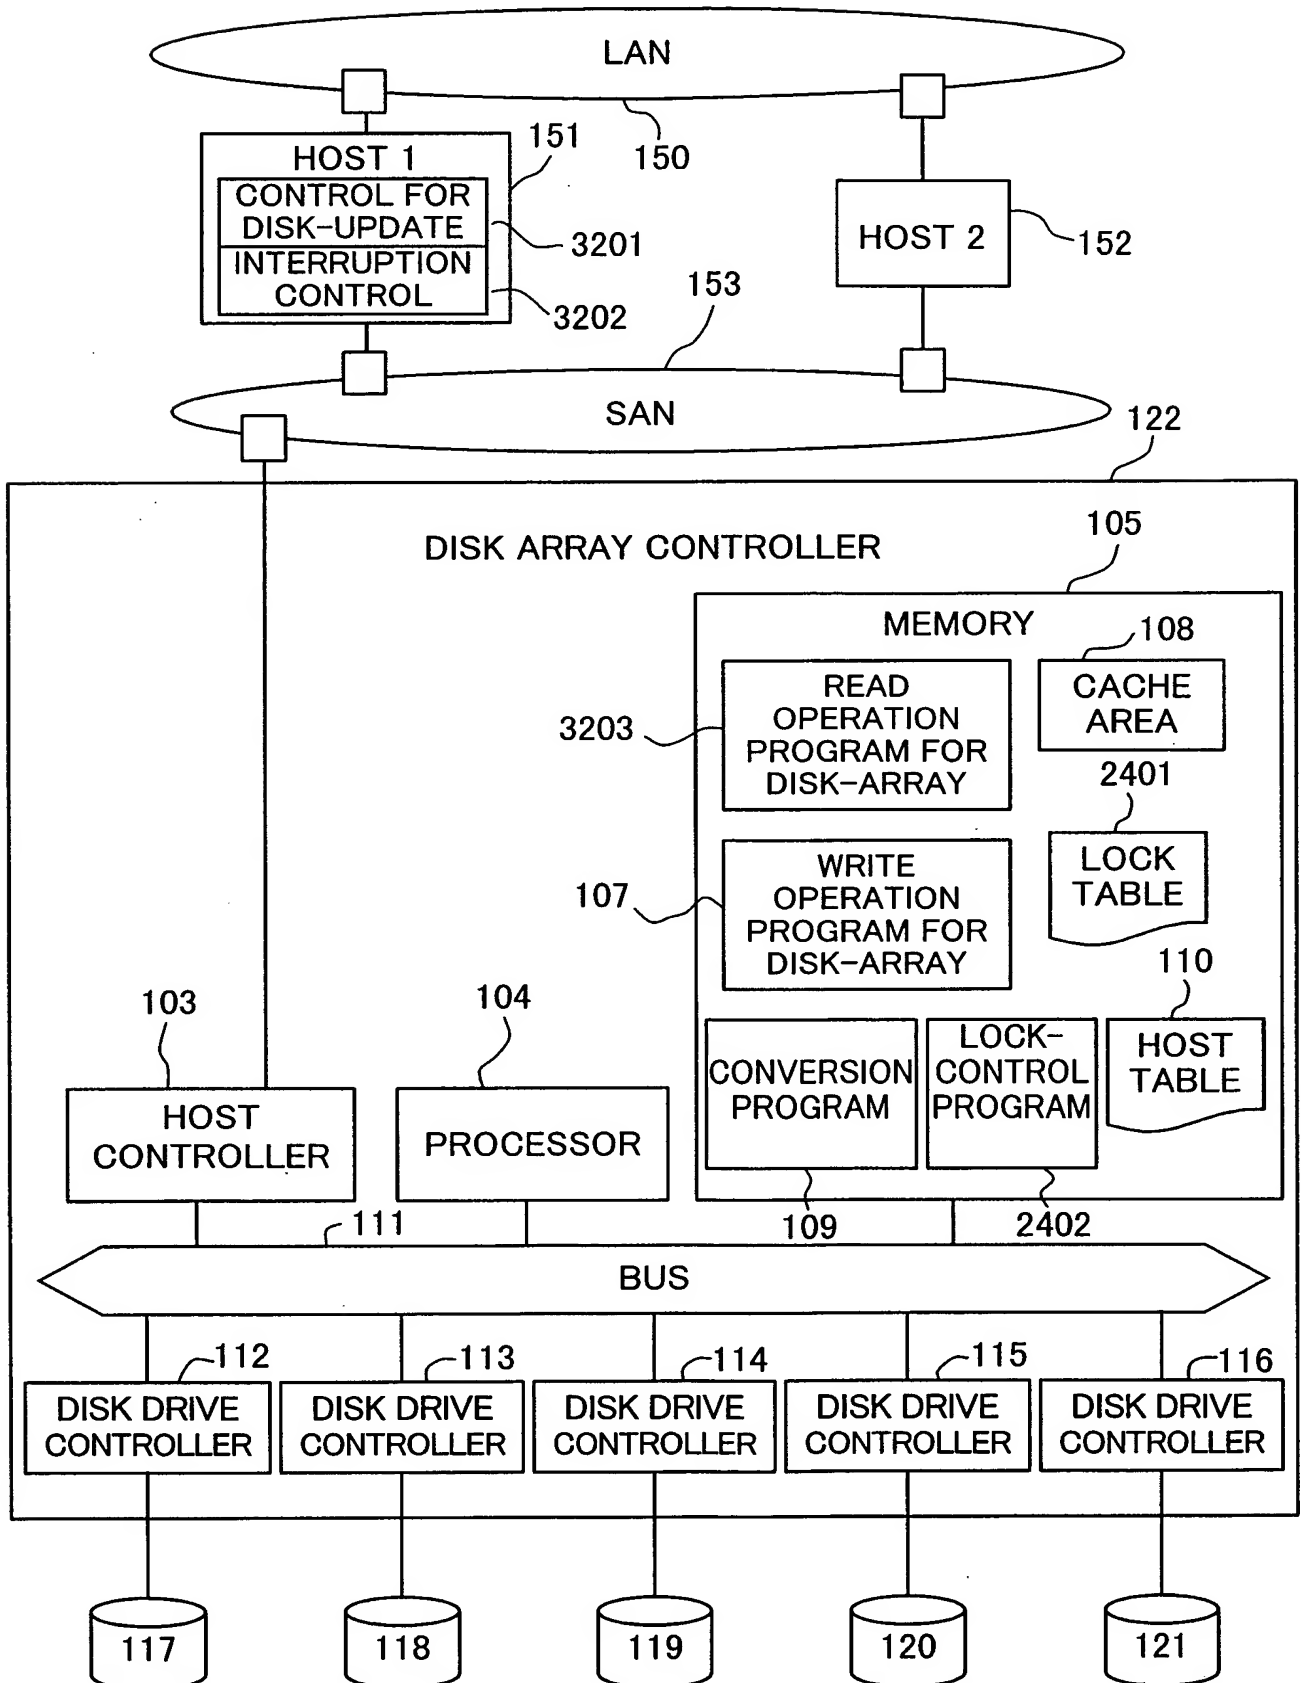 LAN
150
HOST 1
151
CONTROL FOR
DISK-UPDATE
3201
INTERRUPTION
CONTROL
3202
HOST 2
152
153
SAN
122
DISK ARRAY CONTROLLER
105
MEMORY
108
READ
OPERATION
PROGRAM FOR
DISK-ARRAY
3203
CACHE
AREA
2401
LOCK
TABLE
WRITE
OPERATION
PROGRAM FOR
DISK-ARRAY
107
110
103
104
CONVERSION
PROGRAM
LOCK-
CONTROL
PROGRAM
HOST
TABLE
HOST
CONTROLLER
PROCESSOR
109
2402
111
BUS
112
113
114
115
116
DISK DRIVE
CONTROLLER
DISK DRIVE
CONTROLLER
DISK DRIVE
CONTROLLER
DISK DRIVE
CONTROLLER
DISK DRIVE
CONTROLLER
117
118
119
120
121